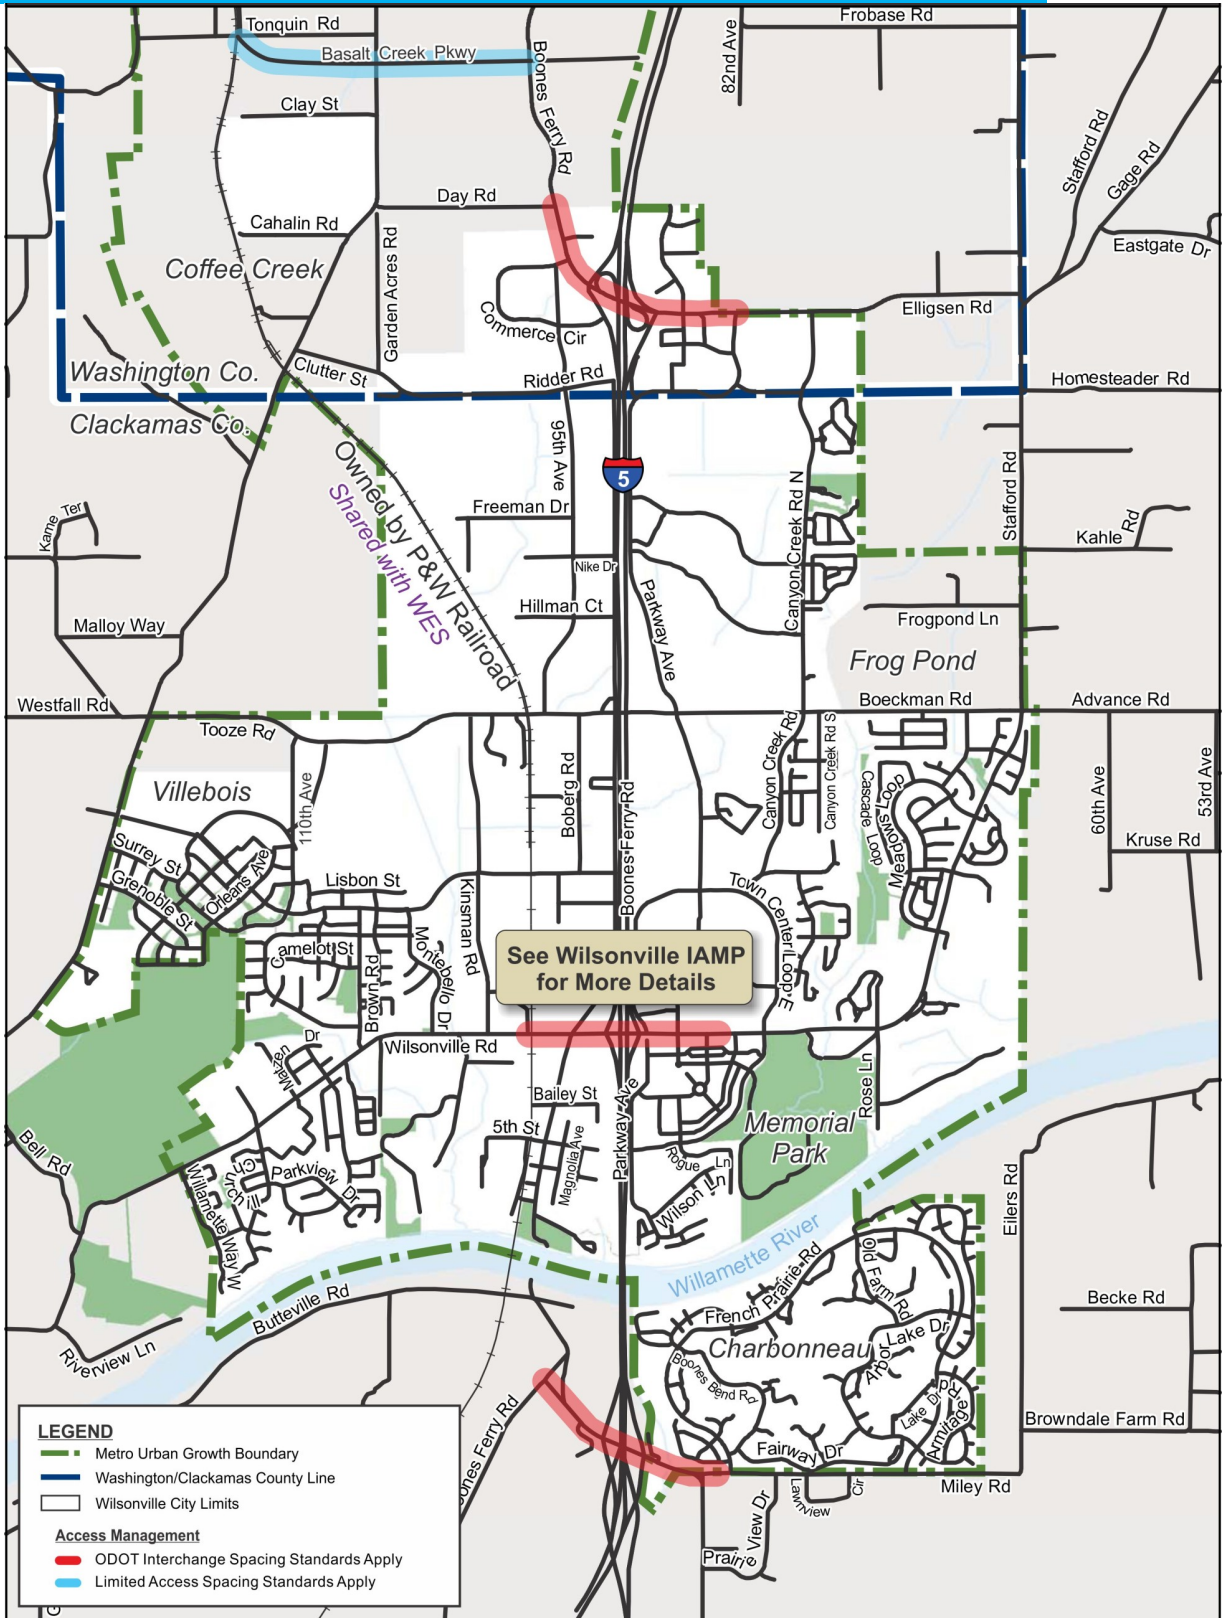 Tonquin Rd
Frobase Rd
Basalt Creek Pkwy
82nd Ave
Boones Ferry Rd
Clay St
Stafford Rd
Gage Rd
Day Rd
Cahalin Rd
Eastgate Dr
Coffee Creek
Garden Acres Rd
Elligsen Rd
Commerce Cir
Washington Co.
Clutter St
Ridder Rd
Homesteader Rd
Clackamas Co.
95th Ave
Owned by P&W Railroad
Shared with WES
5
Canyon Creek Rd N
Stafford Rd
Freeman Dr
Kame Ter
Kahle Rd
Nike Dr
Parkway Ave
Hillman Ct
Malloy Way
Frogpond Ln
Frog Pond
Westfall Rd
Boeckman Rd
Advance Rd
Tooze Rd
Canyon Creek Rd
Canyon Creek Rd S
Villebois
110th Ave
Boberg Rd
Boones Ferry Rd
Cascade Loop
Meadows Loop
60th Ave
53rd Ave
Surrey St
Kruse Rd
Grenoble St
Orleans Ave
Lisbon St
Kinsman Rd
Town Center Loop E
Camelot St
Montebello Dr
Brown Rd
See Wilsonville IAMP
for More Details
Matzen Dr
Wilsonville Rd
Rose Ln
Bailey St
Parkway Ave
Memorial
Park
5th St
Magnolia Ave
Bell Rd
Rogue Ln
Churchill
Parkview Dr
Wilson Ln
Willamette Way W
Eilers Rd
Willamette River
French Prairie Rd
Old Farm Rd
Butteville Rd
Becke Rd
Charbonneau
Arbor Lake Dr
Riverview Ln
Boones Bend Rd
Lake Dr
Armitage Rd
Browndale Farm Rd
ones Ferry Rd
Fairway Dr
Lawnview Cir
Miley Rd
Prairie View Dr
LEGEND
Metro Urban Growth Boundary
Washington/Clackamas County Line
Wilsonville City Limits
Access Management
ODOT Interchange Spacing Standards Apply
Limited Access Spacing Standards Apply